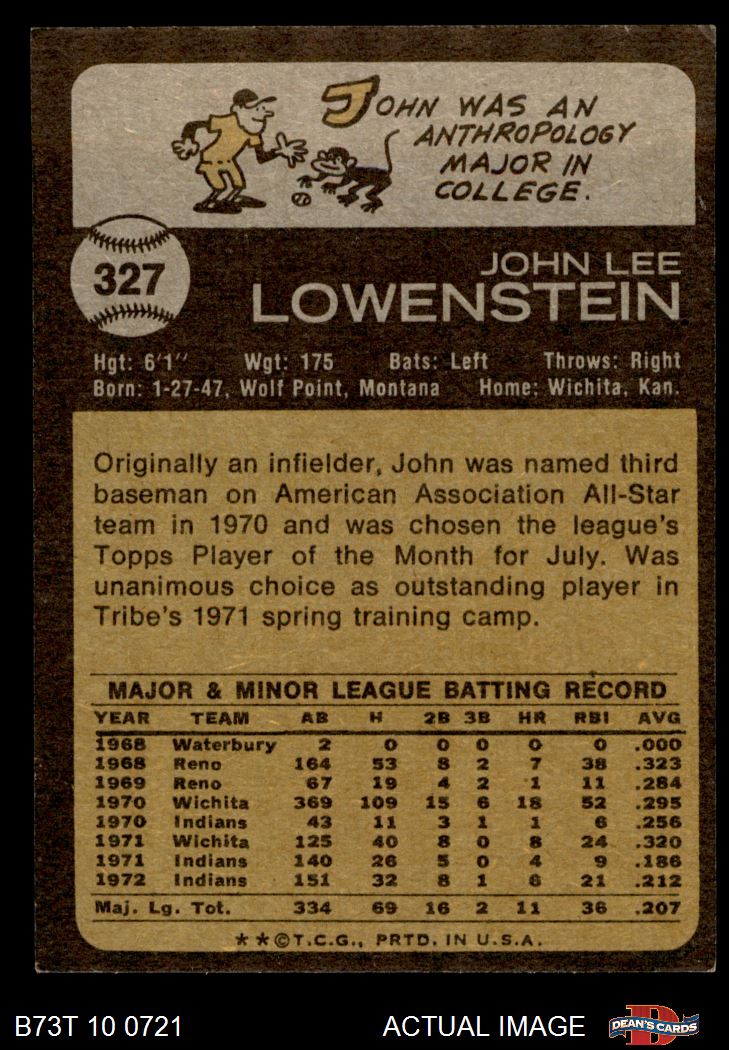 JOHN WAS AN
ANTHROPOLOGY
MAJOR IN
COLLEGE.
327
JOHN LEE
LOWENSTEIN
Hgt: 6'1" Wgt: 175 Bats: Left Throws: Right
Born: 1-27-47, Wolf Point, Montana Home: Wichita, Kan.
Originally an infielder, John was named third
baseman on American Association All-Star
team in 1970 and was chosen the league's
Topps Player of the Month for July. Was
unanimous choice as outstanding player in
Tribe's 1971 spring training camp.
MAJOR & MINOR LEAGUE BATTING RECORD
YEAR TEAM AB H 2B 3B HR RBI AVG
1968 Waterbury 2 0 0 0 0 0 .000
1968 Reno 164 53 8 2 7 38 .323
1969 Reno 67 19 4 2 1 11 .284
1970 Wichita 369 109 15 6 18 52 .295
1970 Indians 43 11 3 1 1 6 .256
1971 Wichita 125 40 8 0 8 24 .320
1971 Indians 140 26 5 0 4 9 .186
1972 Indians 151 32 8 1 6 21 .212
Maj. Lg. Tot. 334 69 16 2 11 36 .207
* * © T.C.G., PRTD. IN U.S.A.
B73T 10 0721 ACTUAL IMAGE
D
DEAN'S CARDS